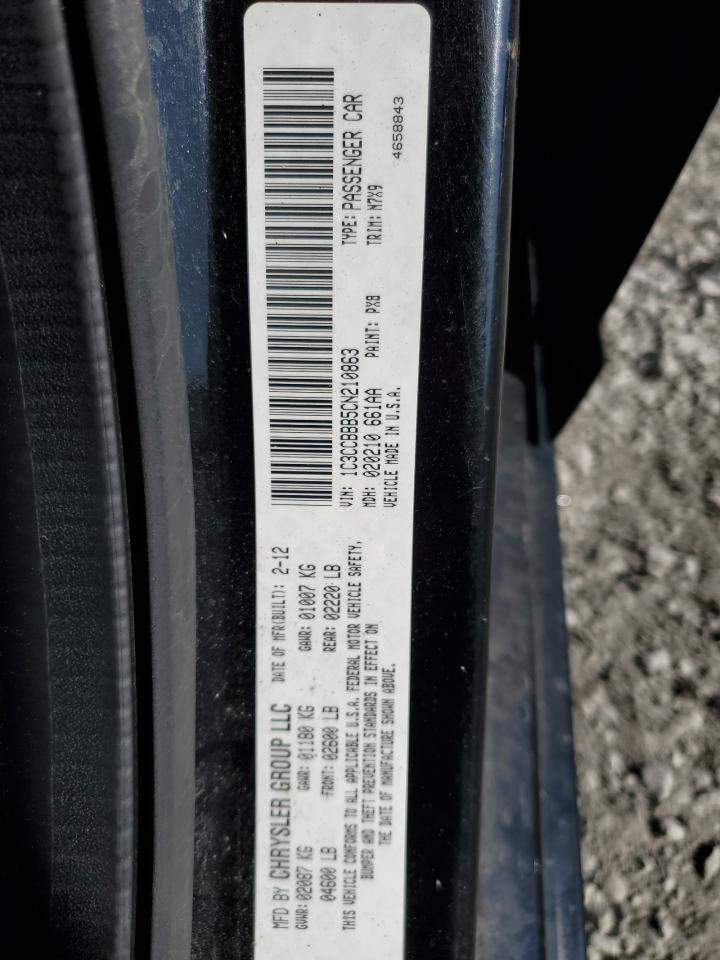 MFD BY CHRYSLER GROUP LLC DATE OF MFR(BUILT): 2-12
GVWR: 02087 KG GAWR: 01180 KG GAWR: 01007 KG
04600 LB FRONT: 02600 LB REAR: 02220 LB
THIS VEHICLE CONFORMS TO ALL APPLICABLE U.S.A. FEDERAL MOTOR VEHICLE SAFETY,
BUMPER AND THEFT PREVENTION STANDARDS IN EFFECT ON
THE DATE OF MANUFACTURE SHOWN ABOVE.
VIN: 1C3CCBBB5CN210863 TYPE: PASSENGER CAR
MDH: 020210 661AA PAINT: PX8 TRIM: N7X9
VEHICLE MADE IN U.S.A. 4658843